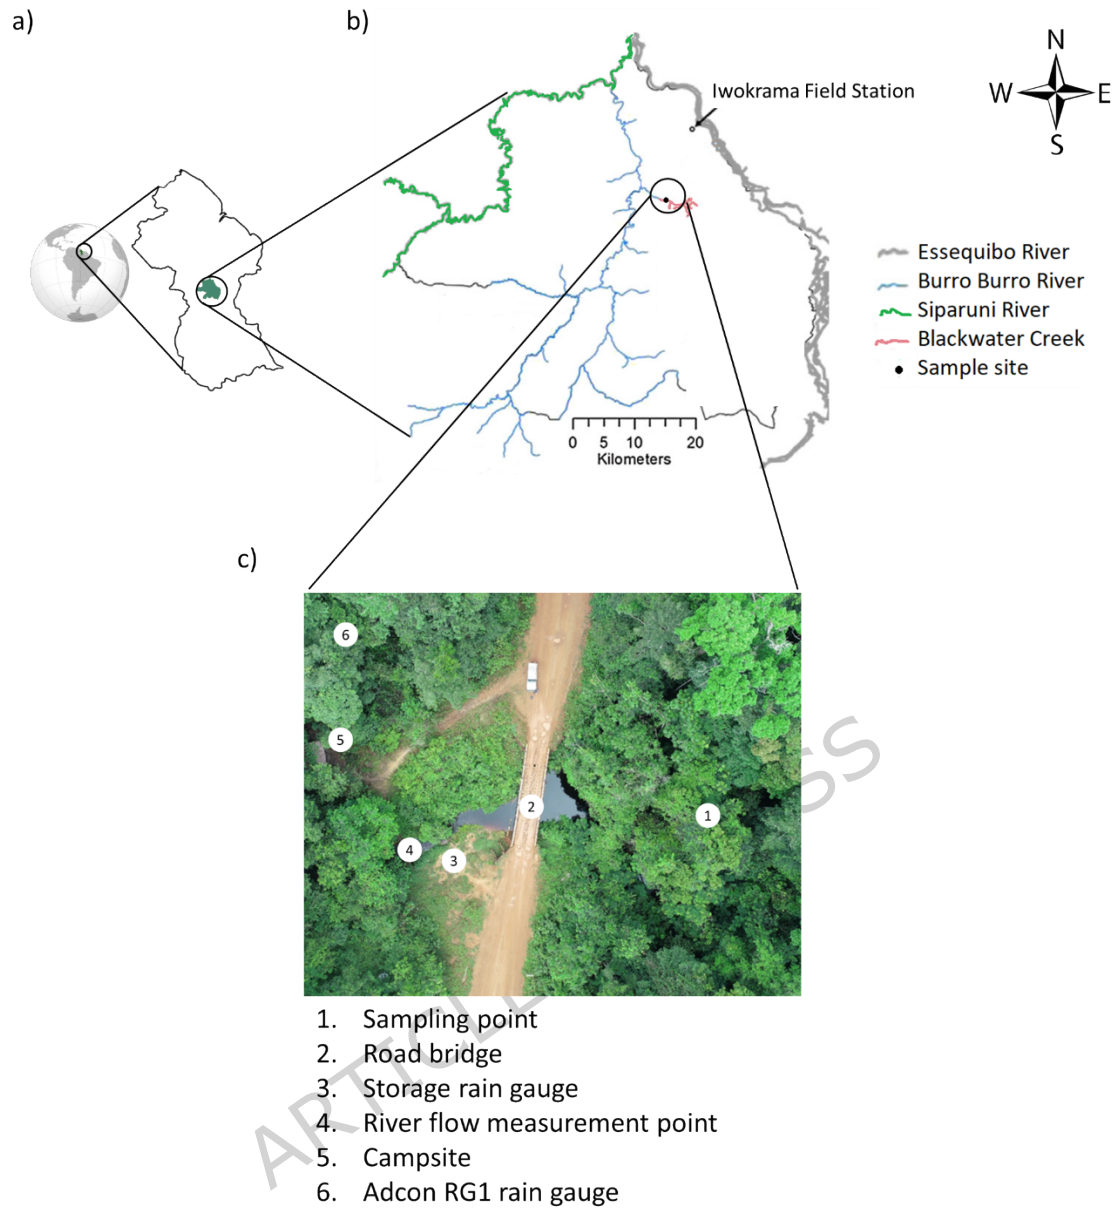 a)
b)
N
W E
S
Iwokrama Field Station
Essequibo River
Burro Burro River
Siparuni River
Blackwater Creek
Sample site
0 5 10 20
Kilometers
c)
6
5
2
1
4
3
1. Sampling point
2. Road bridge
3. Storage rain gauge
4. River flow measurement point
5. Campsite
6. Adcon RG1 rain gauge